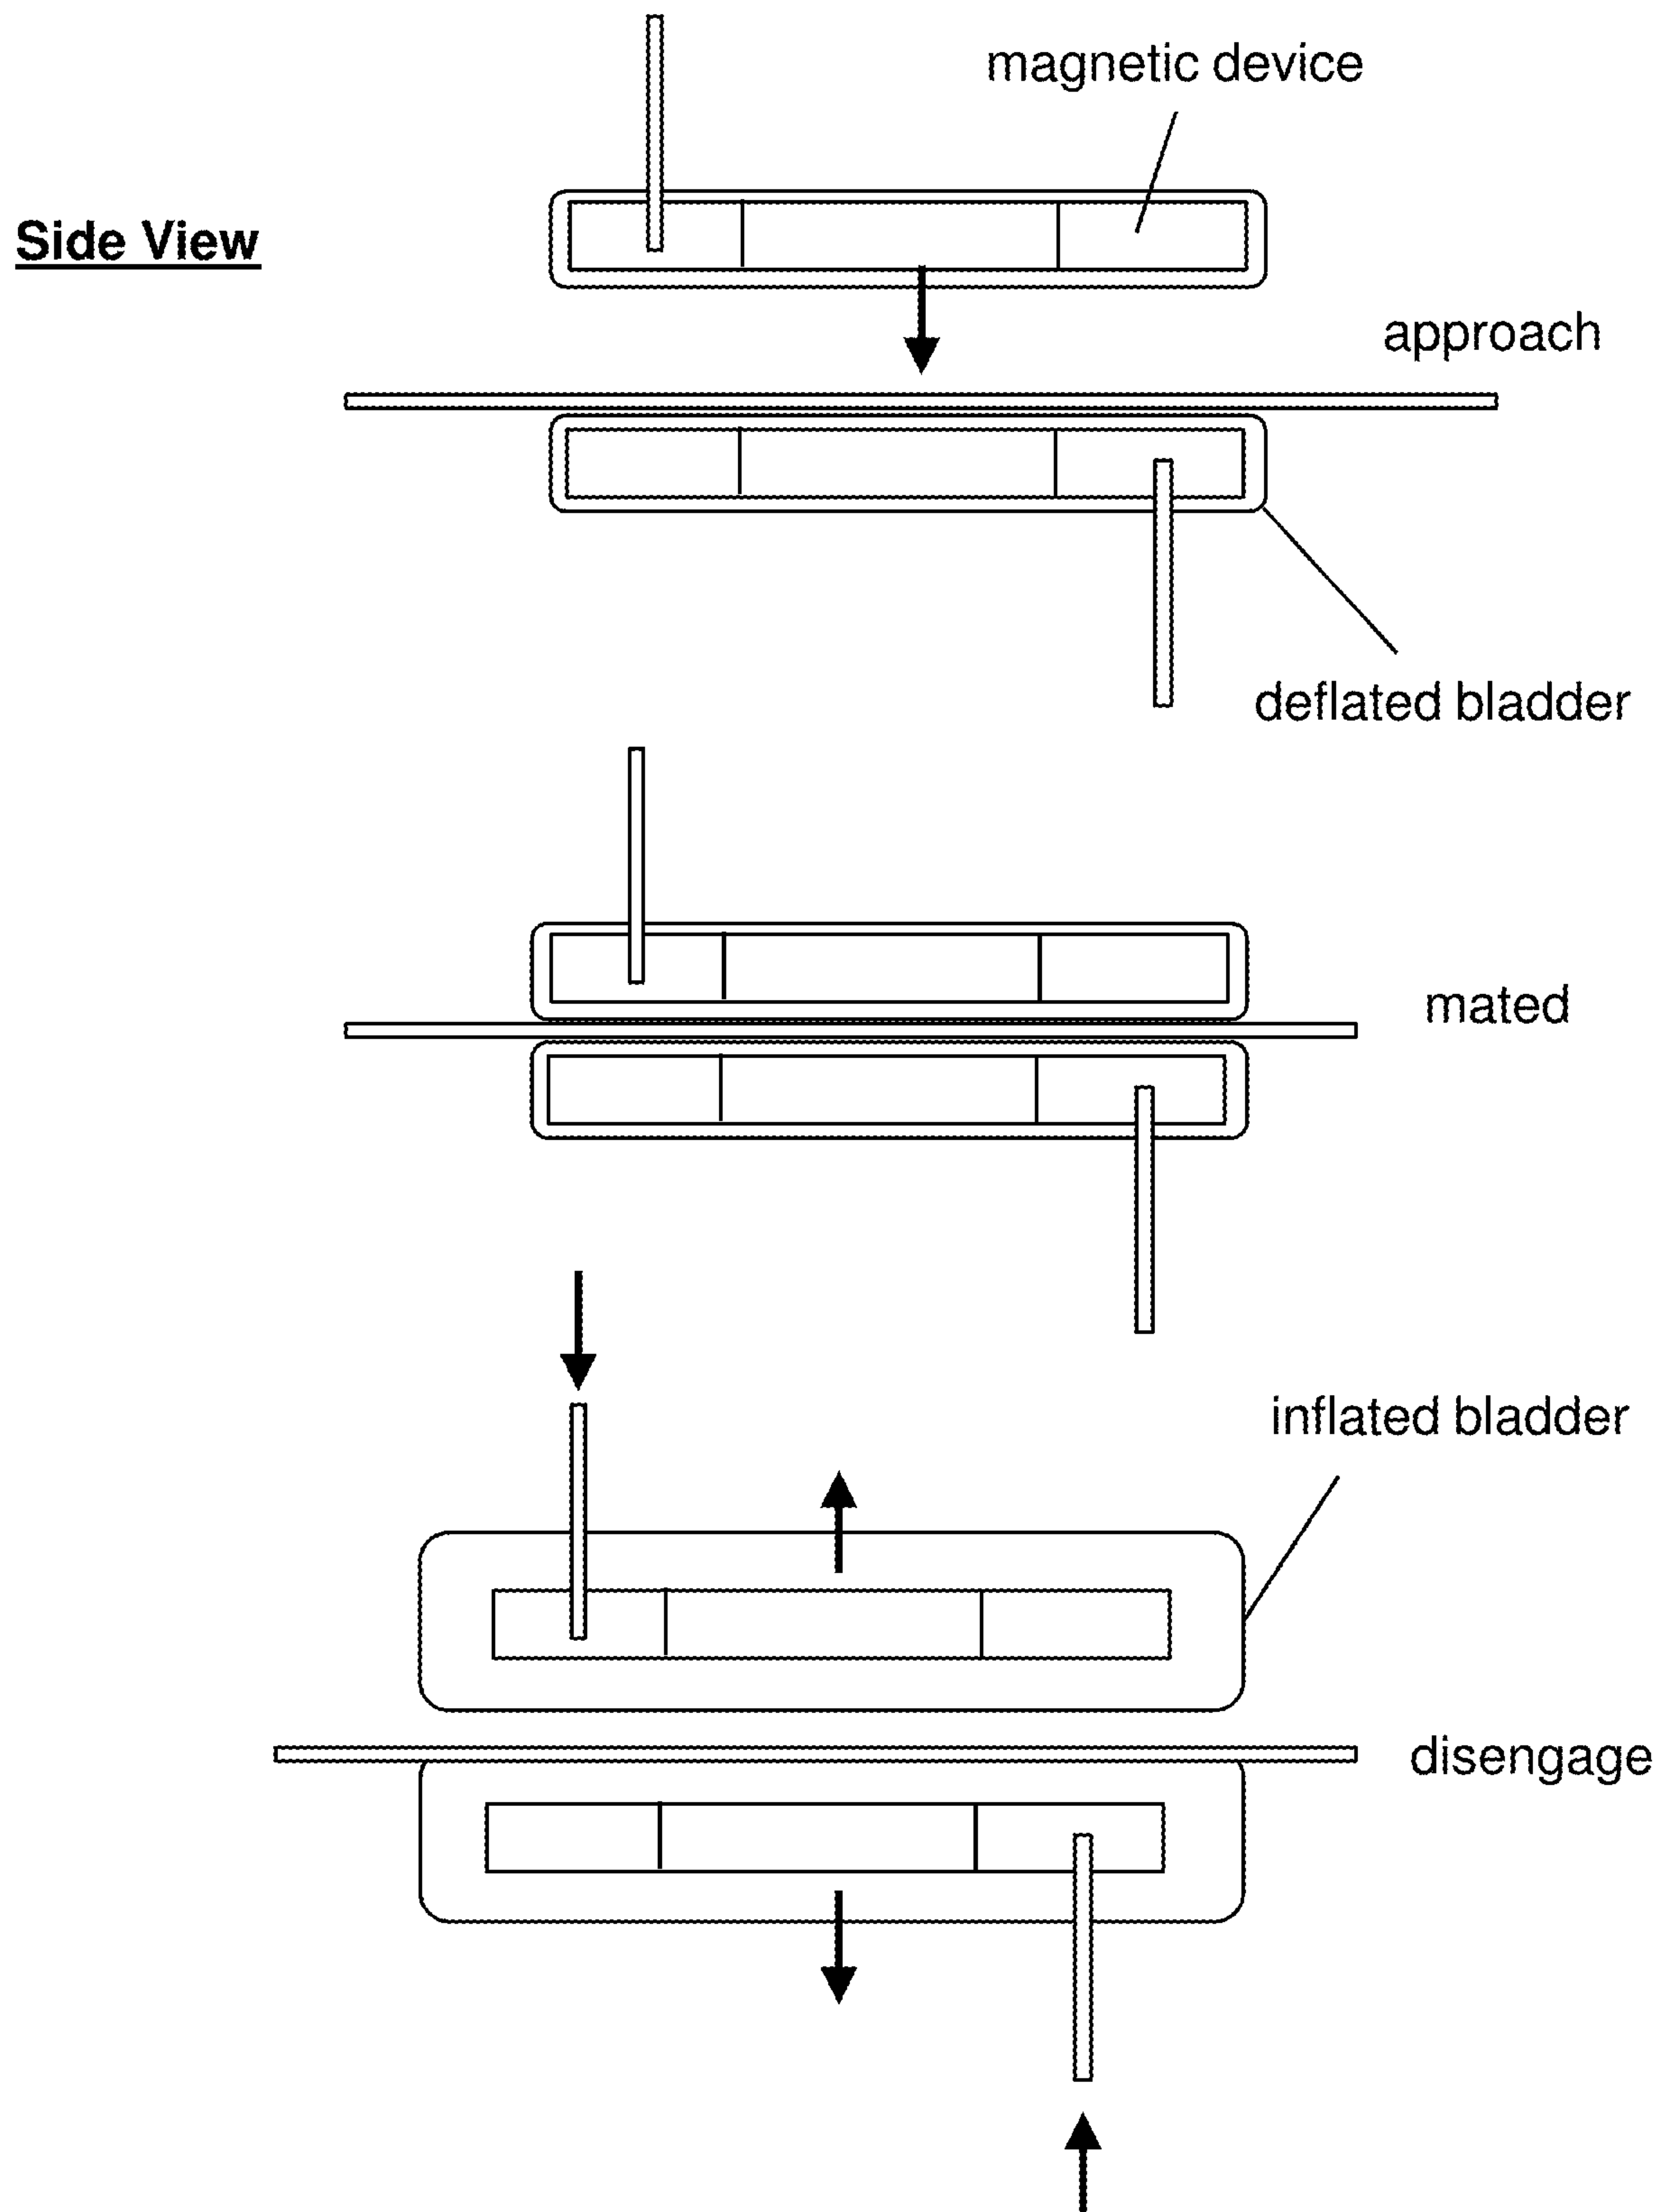 magnetic device
Side View
approach
deflated bladder
mated
inflated bladder
disengage